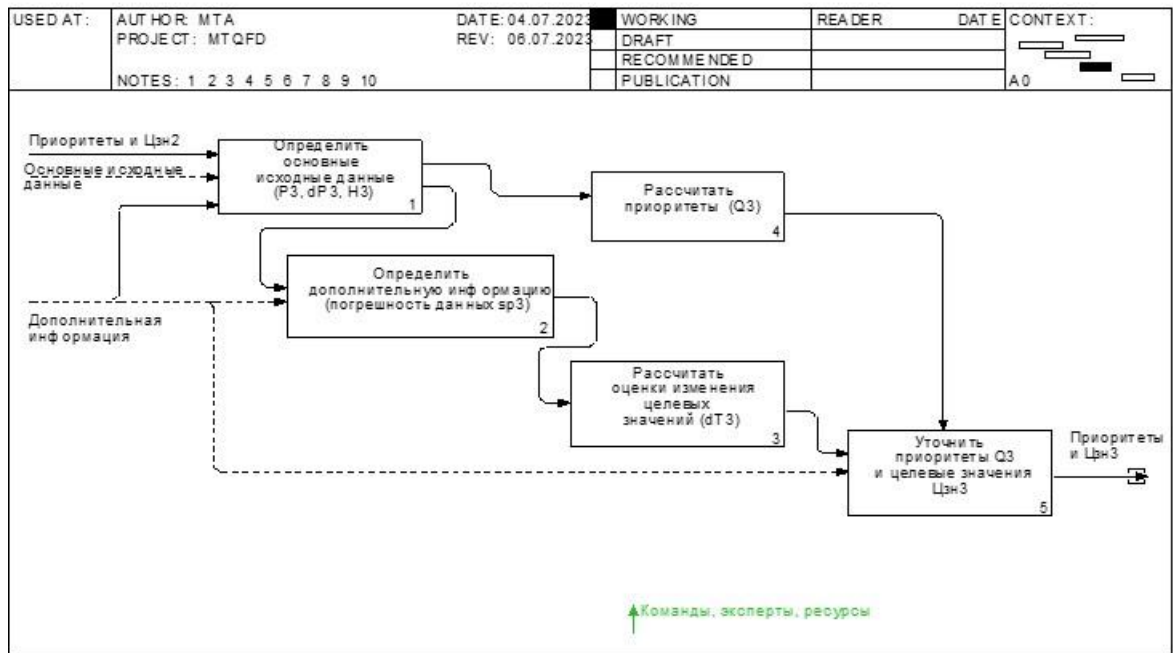 USED AT:
AUTHOR: MTA
DATE: 04.07.2023
WORKING
READER
DATE
CONTEXT:
PROJECT: MTQFD
REV: 06.07.2023
DRAFT
RECOMMENDED
NOTES: 1 2 3 4 5 6 7 8 9 10
PUBLICATION
A0
Приоритеты и Цзн2
Основные исходные
данные
Определить
основные
исходные данные
(P3, dP3, H3)
1
Рассчитать
приоритеты (Q3)
4
Определить
дополнительную информацию
(погрешность данных sp3)
2
Дополнительная
информация
Рассчитать
оценки изменения
целевых
значений (dT3)
3
Уточнить
приоритеты Q3
и целевые значения
Цзн3
5
Приоритеты
и Цзн3
Команды, эксперты, ресурсы